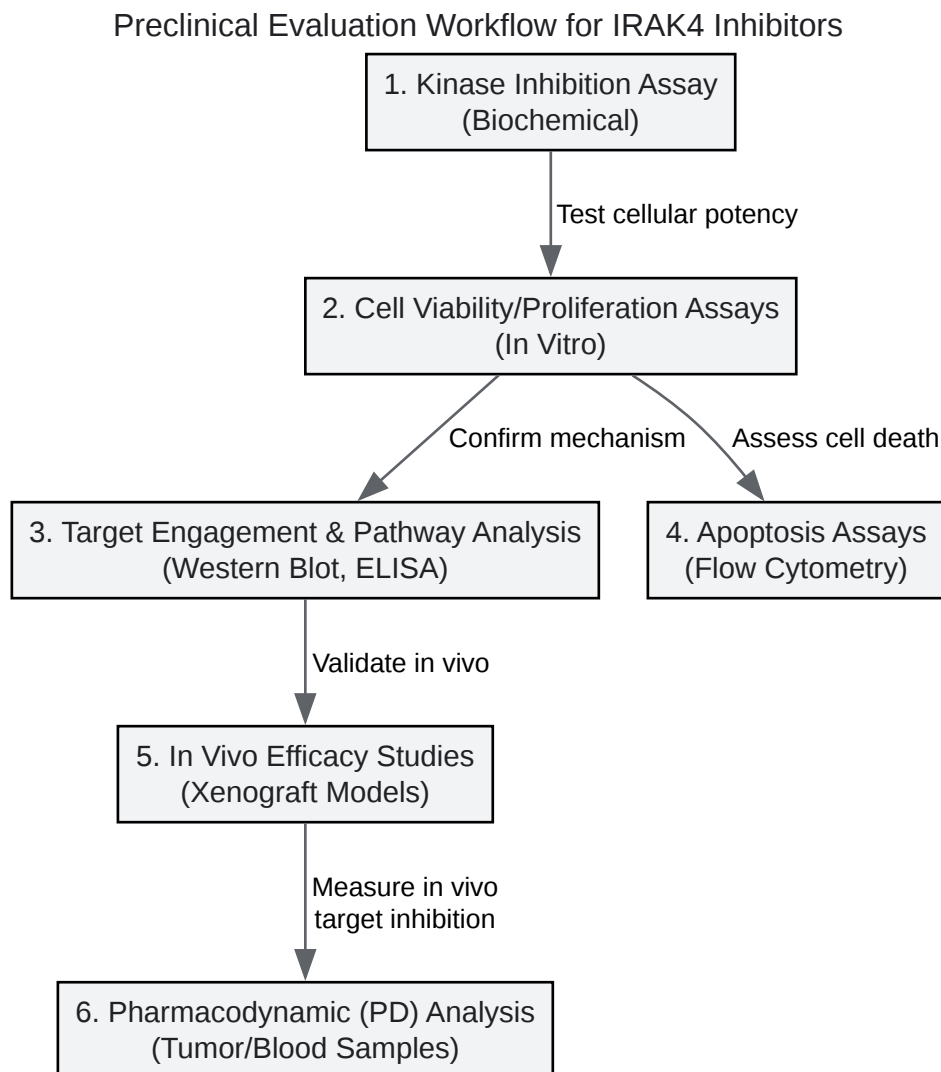 Preclinical Evaluation Workflow for IRAK4 Inhibitors
1. Kinase Inhibition Assay
(Biochemical)
Test cellular potency
2. Cell Viability/Proliferation Assays
(In Vitro)
Confirm mechanism
Assess cell death
3. Target Engagement & Pathway Analysis
(Western Blot, ELISA)
4. Apoptosis Assays
(Flow Cytometry)
Validate in vivo
5. In Vivo Efficacy Studies
(Xenograft Models)
Measure in vivo
target inhibition
6. Pharmacodynamic (PD) Analysis
(Tumor/Blood Samples)